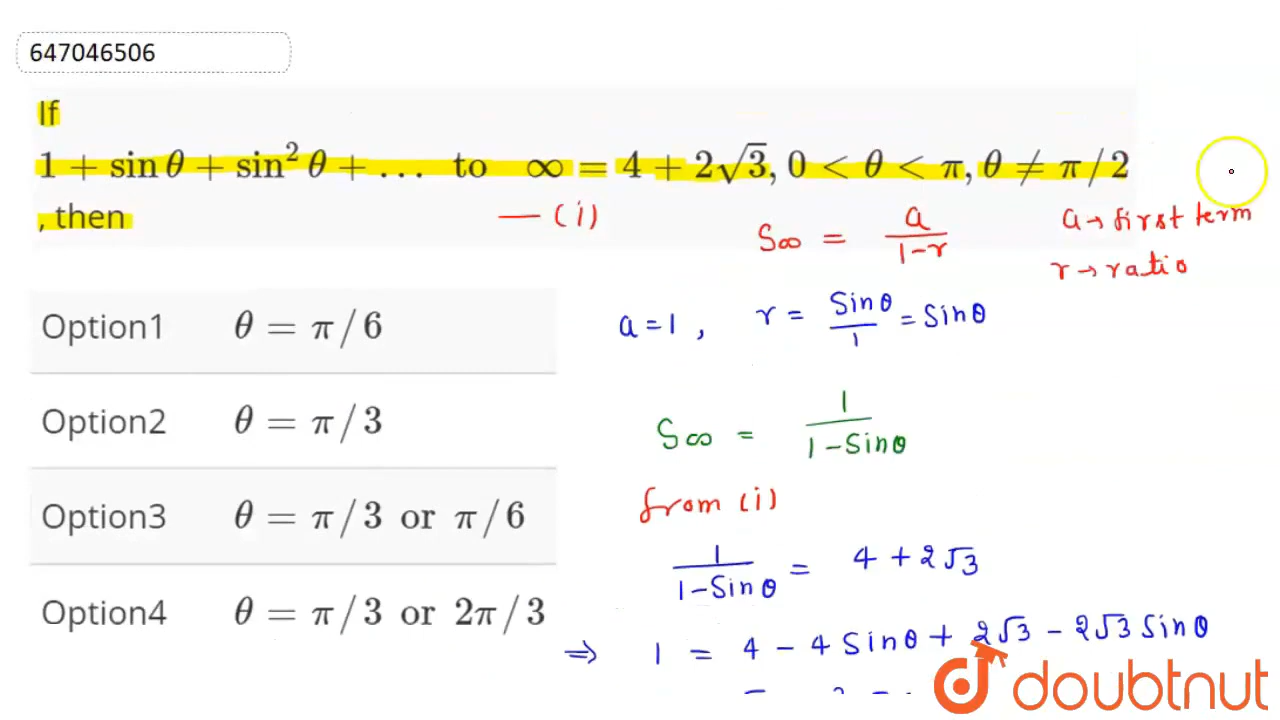 647046506
If
1 + sin θ + sin² θ + … to ∞ = 4 + 2√3, 0 < θ < π, θ ≠ π/2
, then
— (i)
S∞ = a / 1-r
a → first term
r → ratio
Option1 θ = π/6
a = 1, r = Sinθ / 1 = Sinθ
Option2 θ = π/3
S∞ = 1 / 1-Sinθ
Option3 θ = π/3 or π/6
from (i)
1 / 1-Sinθ = 4 + 2√3
Option4 θ = π/3 or 2π/3
⇒ 1 = 4 - 4 Sinθ + 2√3 - 2√3 Sinθ
doubtnut